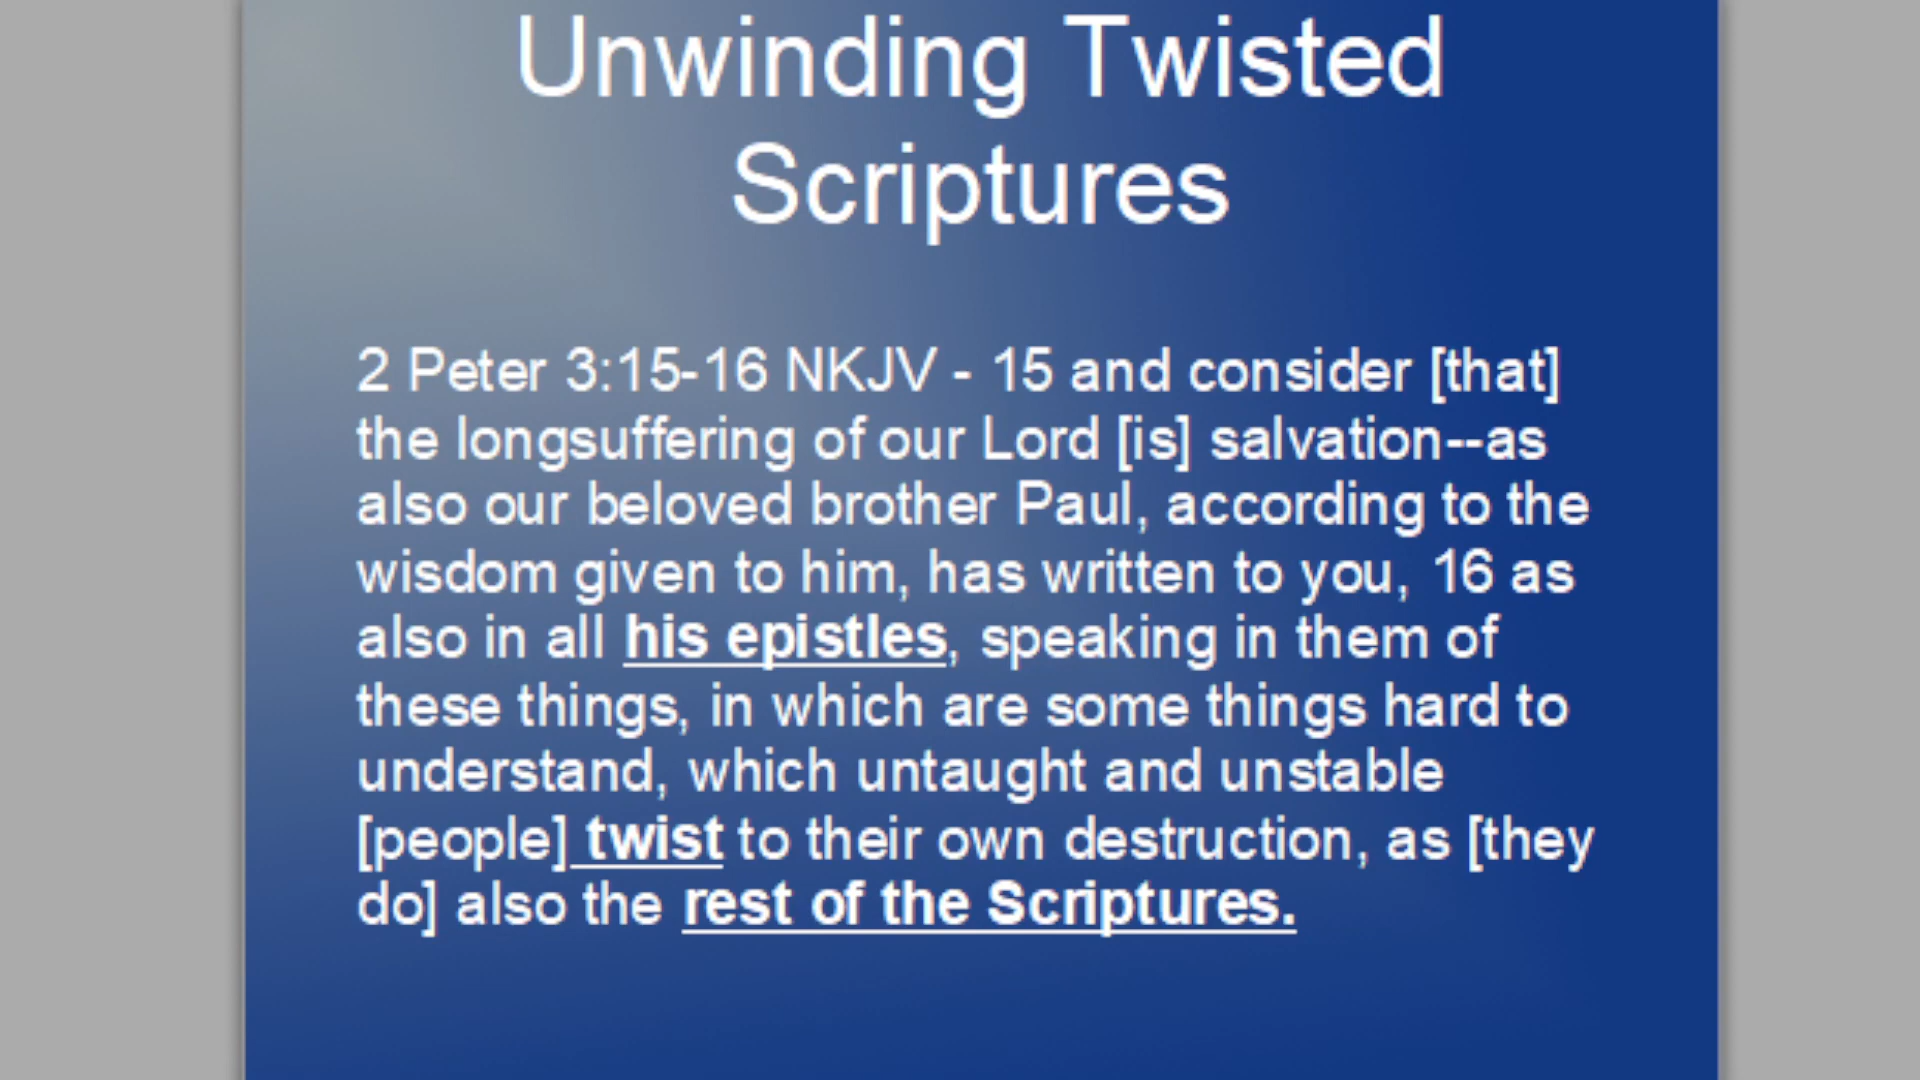 Unwinding Twisted
Scriptures
2 Peter 3:15-16 NKJV - 15 and consider [that]
the longsuffering of our Lord [is] salvation--as
also our beloved brother Paul, according to the
wisdom given to him, has written to you, 16 as
also in all his epistles, speaking in them of
these things, in which are some things hard to
understand, which untaught and unstable
[people] twist to their own destruction, as [they
do] also the rest of the Scriptures.